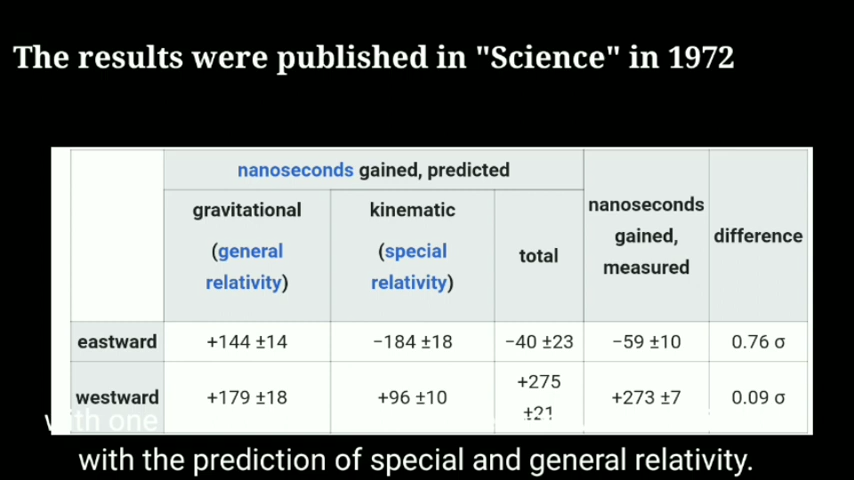 The results were published in "Science" in 1972
nanoseconds gained, predicted
gravitational
(general
relativity)
kinematic
(special
relativity)
total
nanoseconds
gained,
measured
difference
eastward +144 ±14 −184 ±18 −40 ±23 −59 ±10 0.76 σ
westward +179 ±18 +96 ±10 +275 ±21 +273 ±7 0.09 σ
with one
with the prediction of special and general relativity.